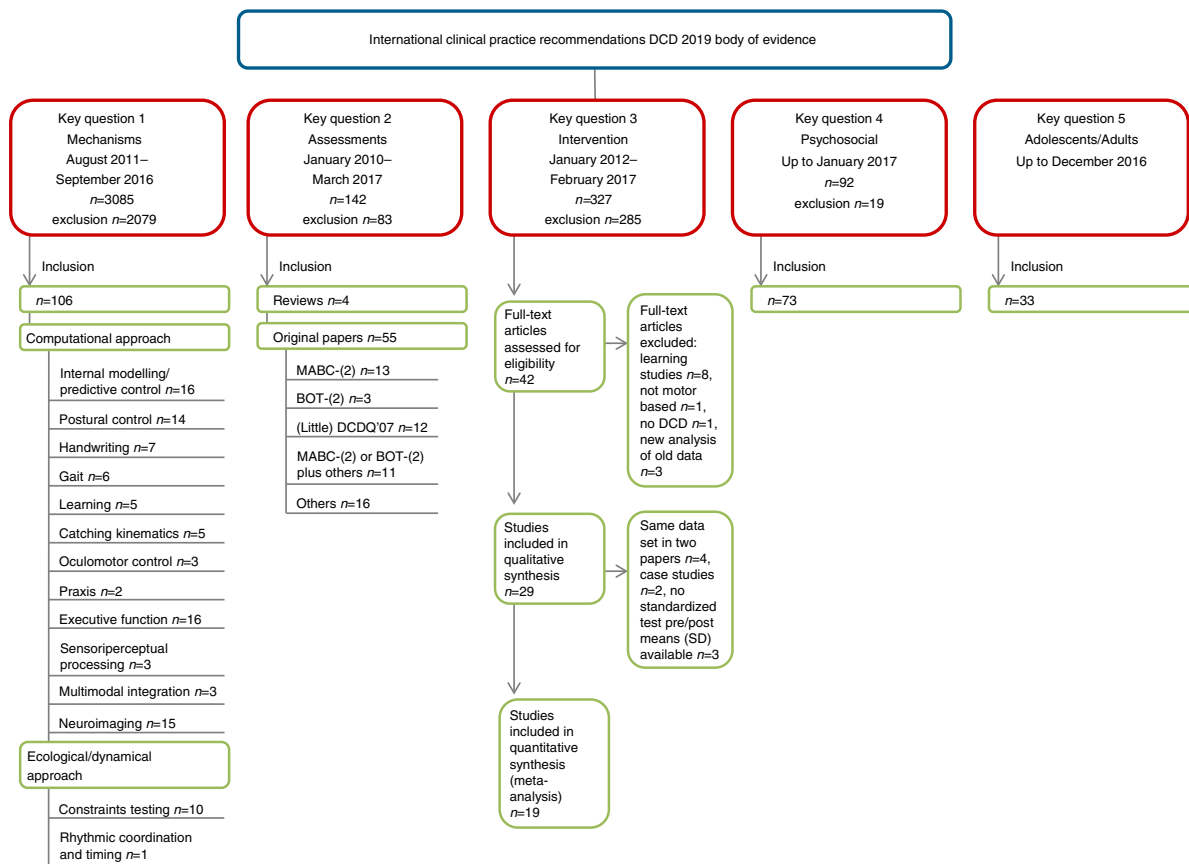 International clinical practice recommendations DCD 2019 body of evidence
Key question 1
Mechanisms
August 2011–
September 2016
n=3085
exclusion n=2079
Key question 2
Assessments
January 2010–
March 2017
n=142
exclusion n=83
Key question 3
Intervention
January 2012–
February 2017
n=327
exclusion n=285
Key question 4
Psychosocial
Up to January 2017
n=92
exclusion n=19
Key question 5
Adolescents/Adults
Up to December 2016
Inclusion
n=106
Computational approach
Internal modelling/
predictive control n=16
Postural control n=14
Handwriting n=7
Gait n=6
Learning n=5
Catching kinematics n=5
Oculomotor control n=3
Praxis n=2
Executive function n=16
Sensoriperceptual
processing n=3
Multimodal integration n=3
Neuroimaging n=15
Ecological/dynamical
approach
Constraints testing n=10
Rhythmic coordination
and timing n=1
Inclusion
Reviews n=4
Original papers n=55
MABC-(2) n=13
BOT-(2) n=3
(Little) DCDQ'07 n=12
MABC-(2) or BOT-(2)
plus others n=11
Others n=16
Inclusion
Full-text
articles
assessed for
eligibility
n=42
Full-text
articles
excluded:
learning
studies n=8,
not motor
based n=1,
no DCD n=1,
new analysis
of old data
n=3
Studies
included in
qualitative
synthesis
n=29
Same data
set in two
papers n=4,
case studies
n=2, no
standardized
test pre/post
means (SD)
available n=3
Studies
included in
quantitative
synthesis
(meta-
analysis)
n=19
Inclusion
n=73
Inclusion
n=33